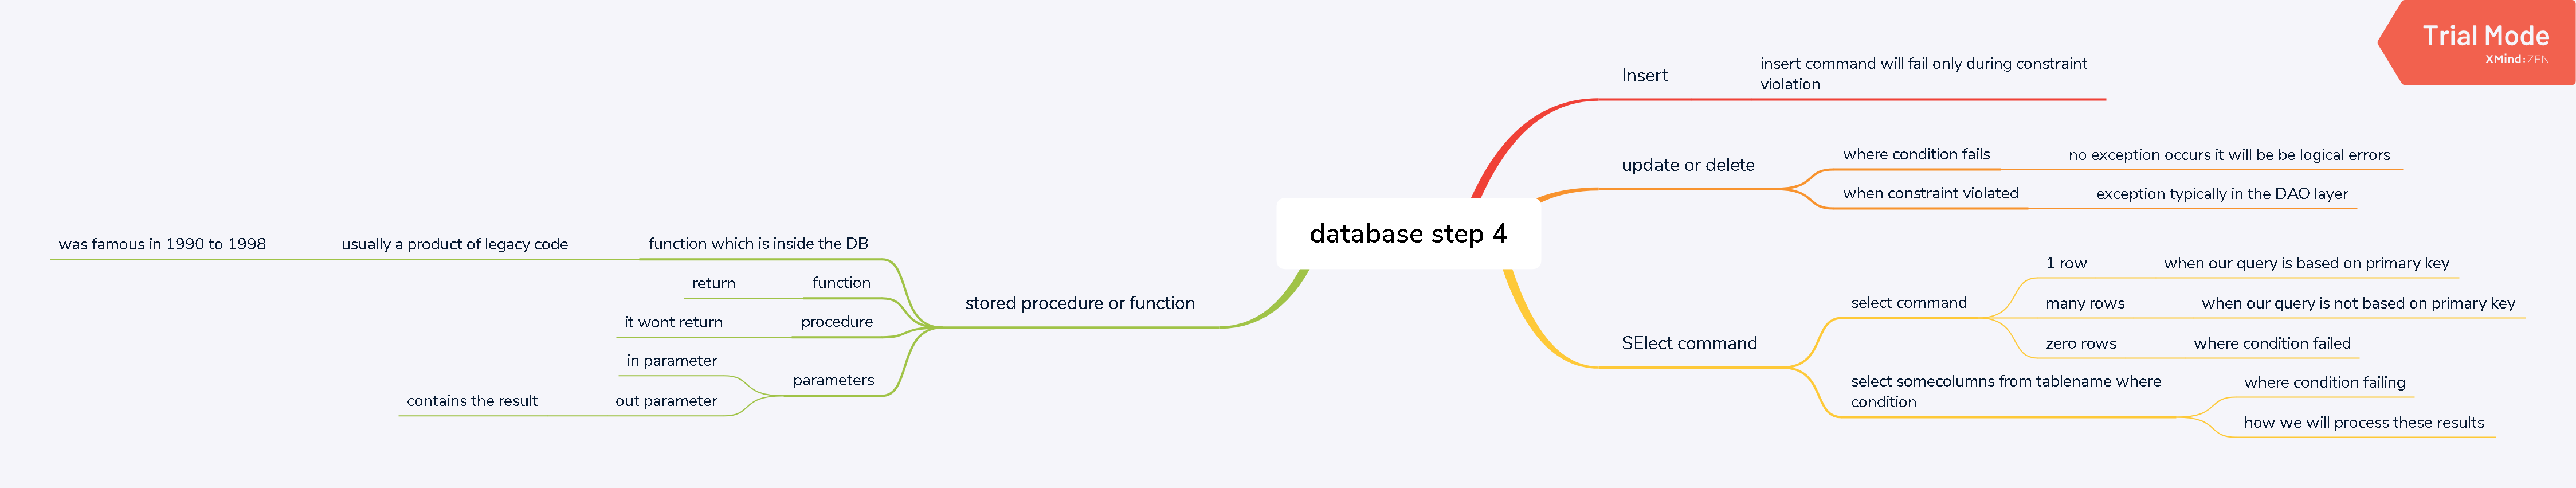 Trial Mode
XMind:ZEN
database step 4
Insert
insert command will fail only during constraint
violation
update or delete
where condition fails
no exception occurs it will be be logical errors
when constraint violated
exception typically in the DAO layer
SElect command
select command
1 row
when our query is based on primary key
many rows
when our query is not based on primary key
zero rows
where condition failed
select somecolumns from tablename where
condition
where condition failing
how we will process these results
stored procedure or function
function which is inside the DB
usually a product of legacy code
was famous in 1990 to 1998
function
return
procedure
it wont return
parameters
in parameter
out parameter
contains the result